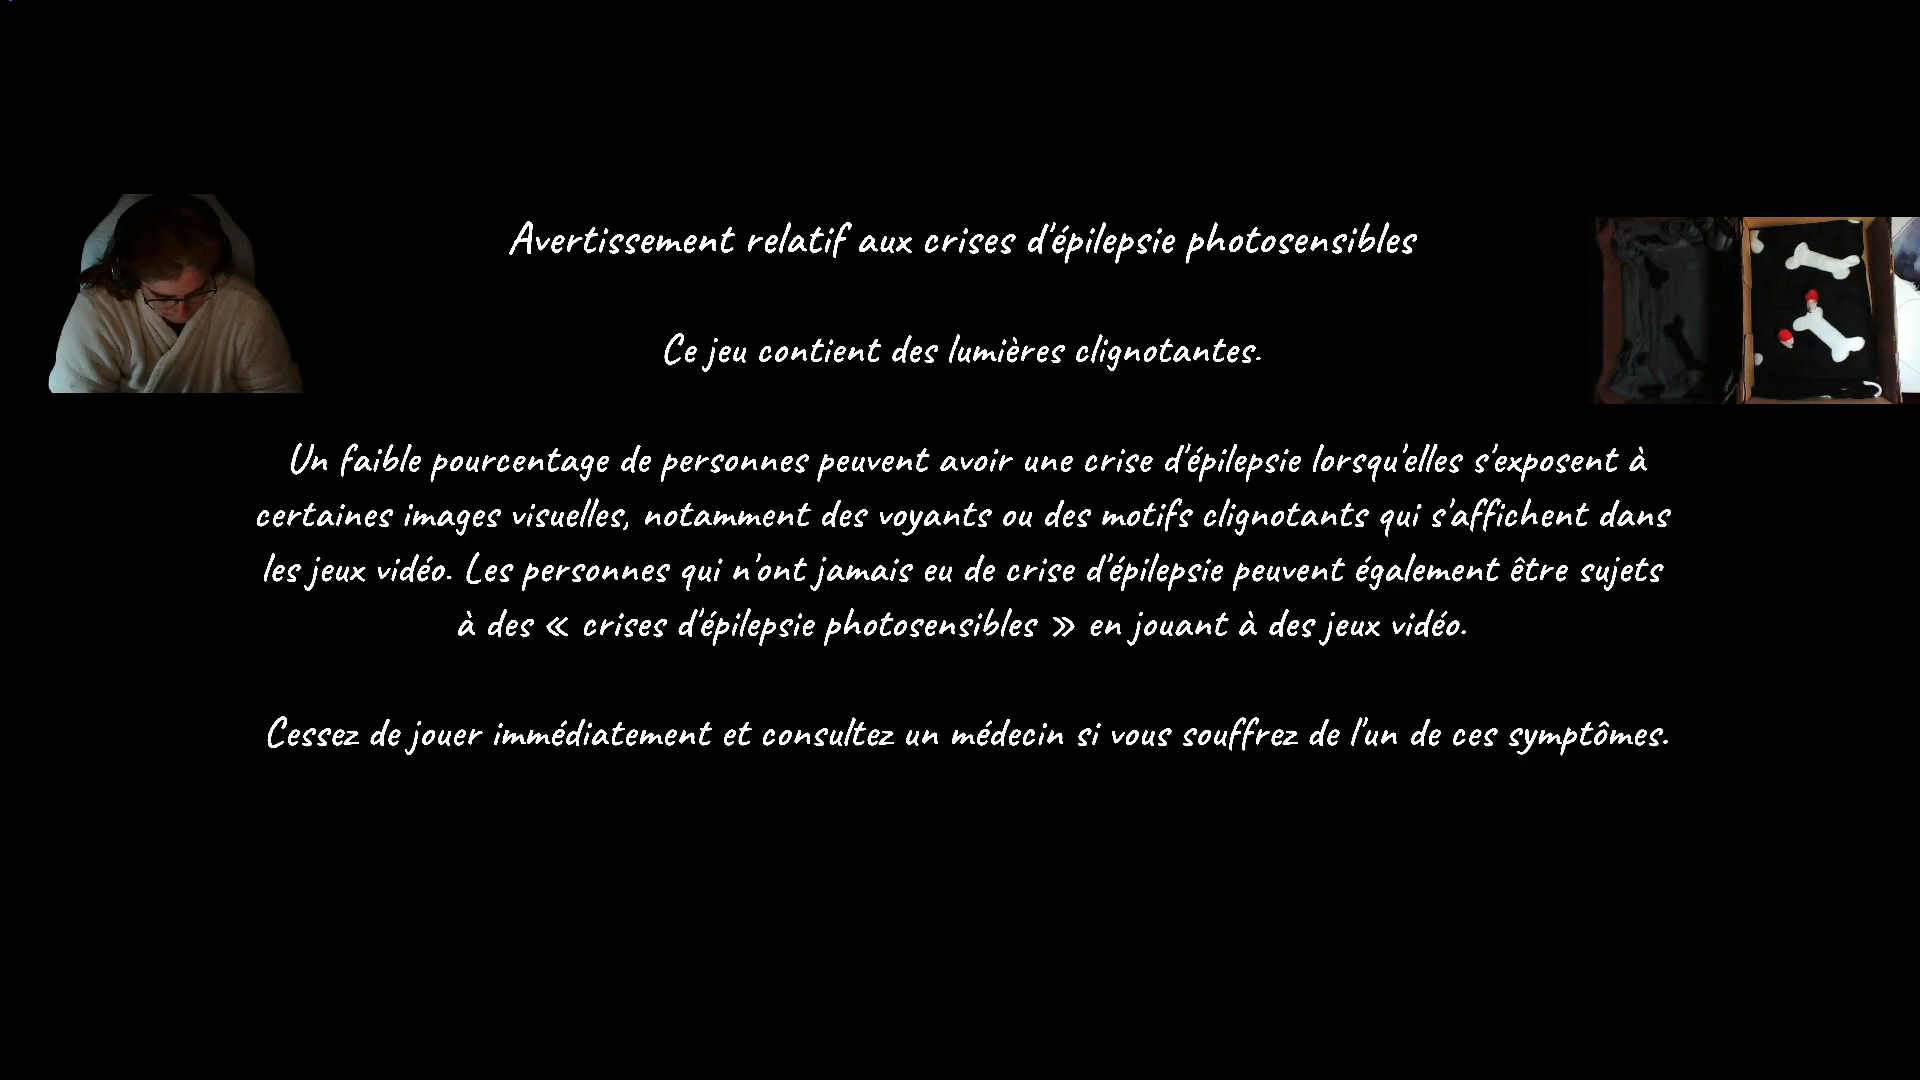 Avertissement relatif aux crises d'épilepsie photosensibles
Ce jeu contient des lumières clignotantes.
Un faible pourcentage de personnes peuvent avoir une crise d'épilepsie lorsqu'elles s'exposent à
certaines images visuelles, notamment des voyants ou des motifs clignotants qui s'affichent dans
les jeux vidéo. Les personnes qui n'ont jamais eu de crise d'épilepsie peuvent également être sujets
à des « crises d'épilepsie photosensibles » en jouant à des jeux vidéo.
Cessez de jouer immédiatement et consultez un médecin si vous souffrez de l'un de ces symptômes.